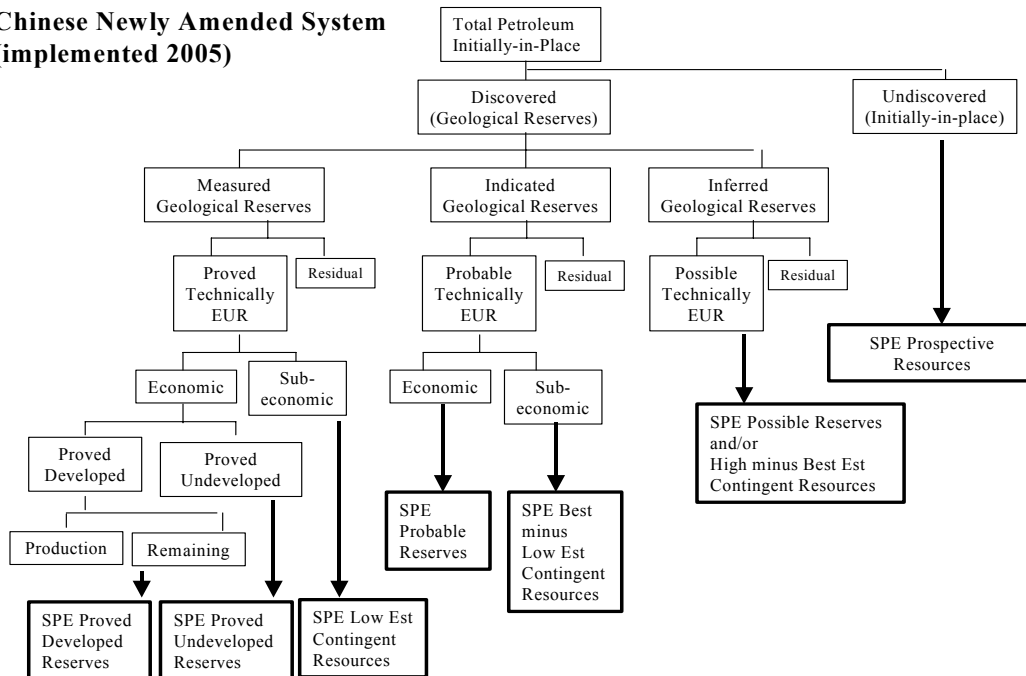 Chinese Newly Amended System
(implemented 2005)
Total Petroleum
Initially-in-Place
Discovered
(Geological Reserves)
Undiscovered
(Initially-in-place)
Measured
Geological Reserves
Indicated
Geological Reserves
Inferred
Geological Reserves
Proved
Technically
EUR
Residual
Probable
Technically
EUR
Residual
Possible
Technically
EUR
Residual
SPE Prospective
Resources
Economic
Sub-
economic
Economic
Sub-
economic
SPE Possible Reserves
and/or
High minus Best Est
Contingent Resources
Proved
Developed
Proved
Undeveloped
SPE
Probable
Reserves
SPE Best
minus
Low Est
Contingent
Resources
Production
Remaining
SPE Proved
Developed
Reserves
SPE Proved
Undeveloped
Reserves
SPE Low Est
Contingent
Resources